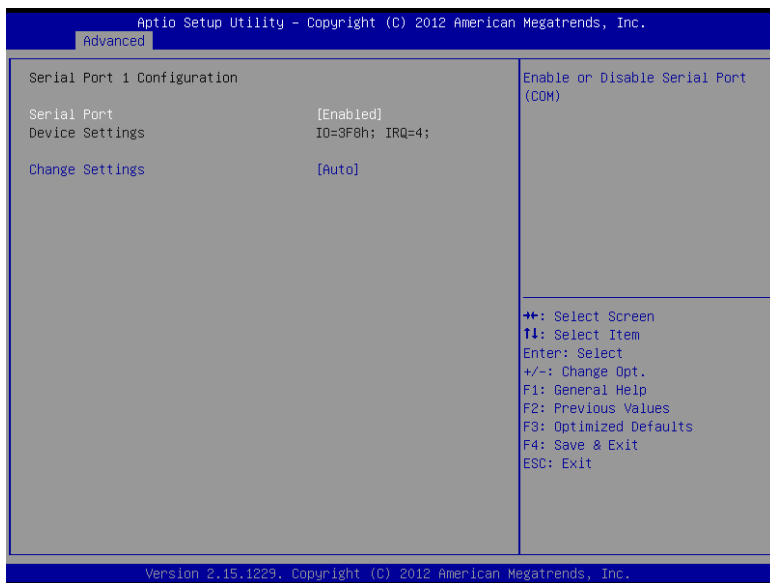 Aptio Setup Utility – Copyright (C) 2012 American Megatrends, Inc.
Advanced
Serial Port 1 Configuration
Serial Port [Enabled]
Device Settings IO=3F8h; IRQ=4;
Change Settings [Auto]
Enable or Disable Serial Port
(COM)
→←: Select Screen
↑↓: Select Item
Enter: Select
+/-: Change Opt.
F1: General Help
F2: Previous Values
F3: Optimized Defaults
F4: Save & Exit
ESC: Exit
Version 2.15.1229. Copyright (C) 2012 American Megatrends, Inc.